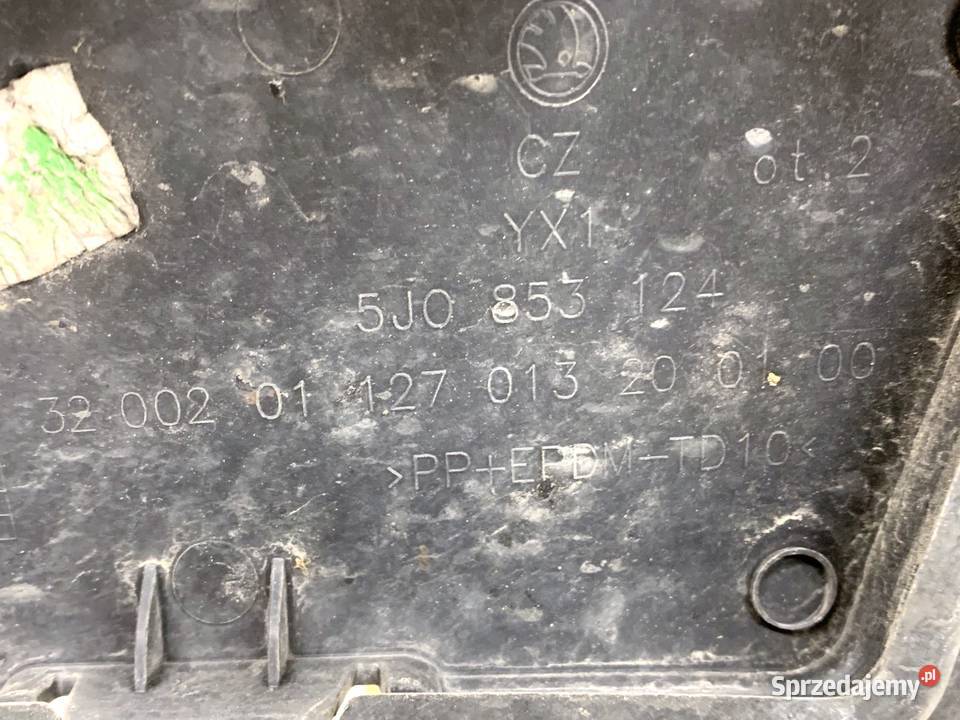 CZ
ot.2
YX1
5J0 853 124
32 002 01 127 013 20 01 00
>PP+EPDM-TD10<
Sprzedajemy.pl